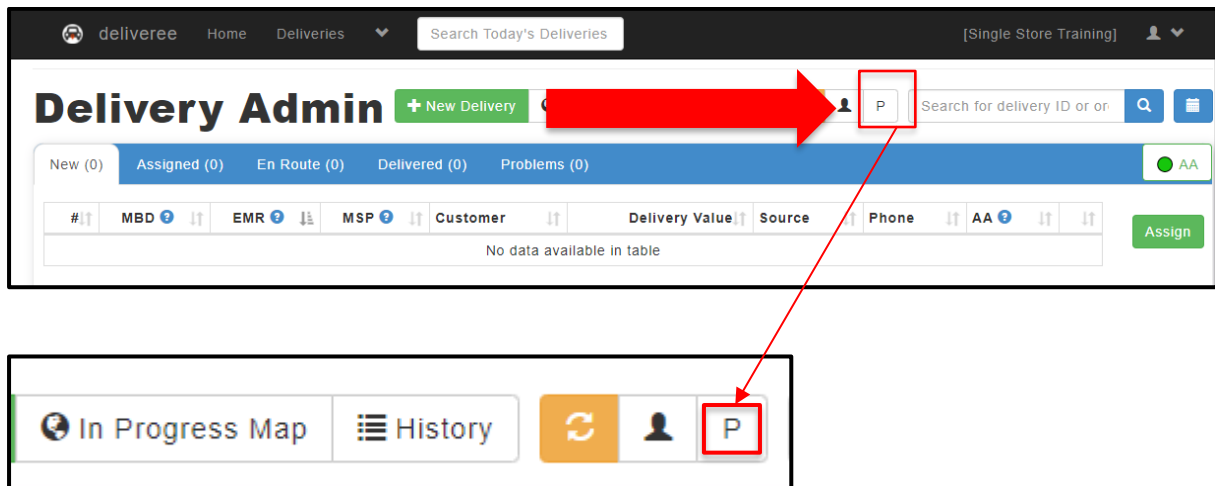 deliveree Home Deliveries Search Today's Deliveries [Single Store Training]
Delivery Admin + New Delivery P Search for delivery ID or or
New (0) Assigned (0) En Route (0) Delivered (0) Problems (0) AA
# MBD ? EMR ? MSP ? Customer Delivery Value Source Phone AA ?
Assign
No data available in table
In Progress Map History P